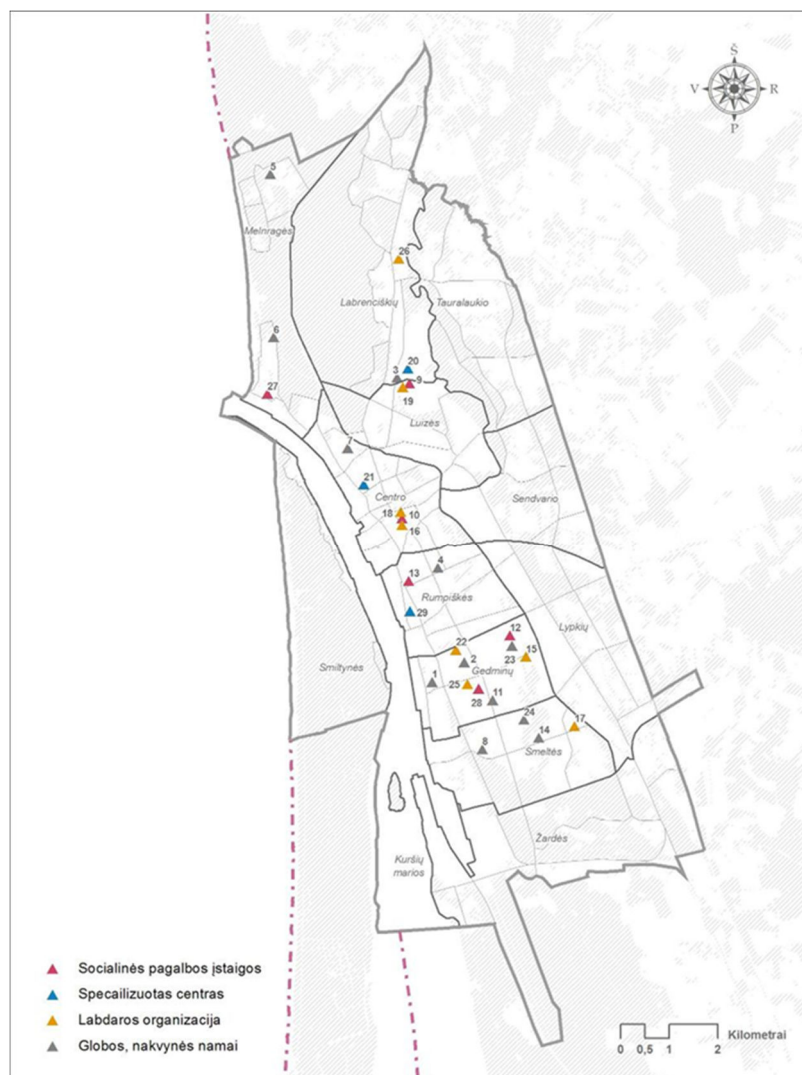 Š
V R
P
5
Melnragės
26
Labrenciškių
Tauralaukio
6
20
3
9
27
19
Luizės
7
21
Centro
Sendvario
18 10
16
4
13
Rumpiškės
29
12
Lypkių
22
15
Smiltynės
2
23
Gedminų
1
25
11
28
24
17
14
8
Smeltės
Žardės
Kuršių
marios
Socialinės pagalbos įstaigos
Specailizuotas centras
Labdaros organizacija
Globos, nakvynės namai
Kilometrai
0 0,5 1 2